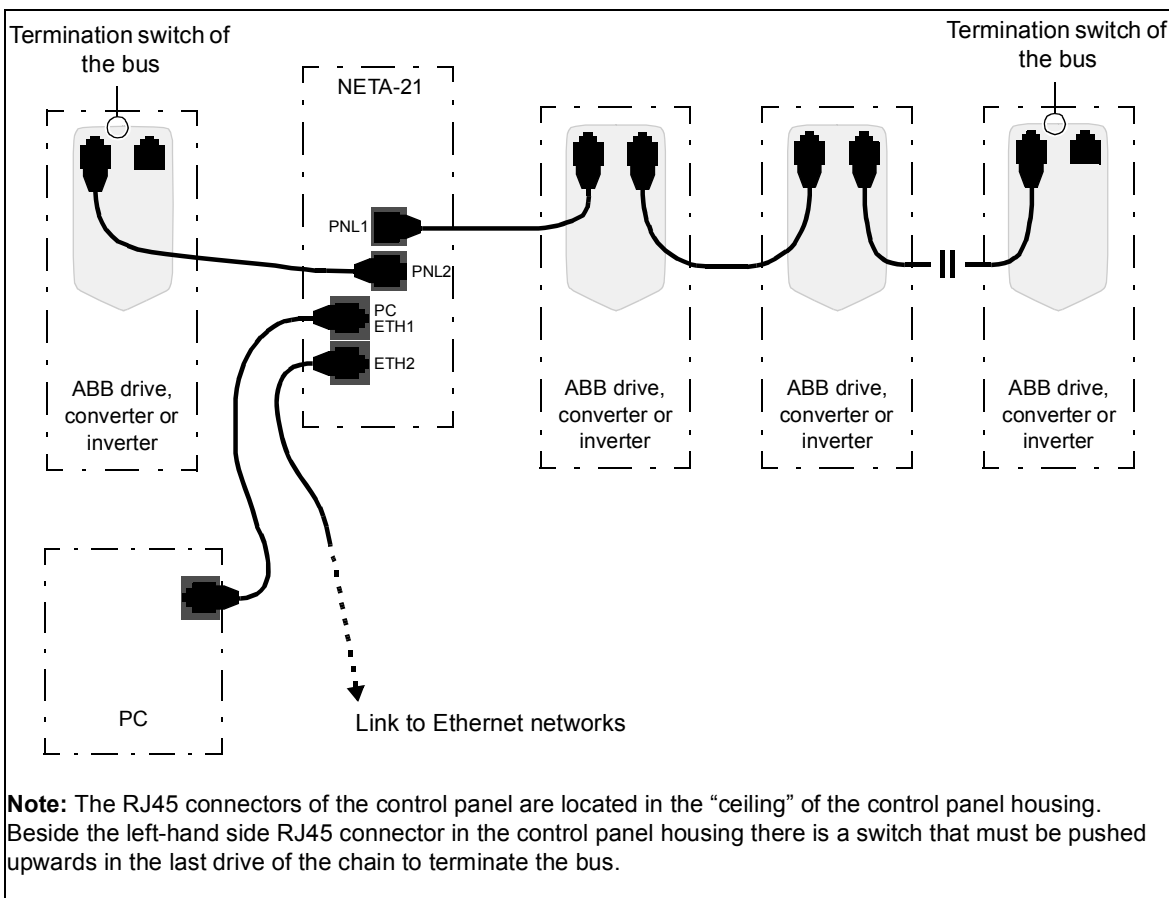 Termination switch of
the bus
Termination switch of
the bus
NETA-21
PNL1
PNL2
PC
ETH1
ETH2
ABB drive,
converter or
inverter
ABB drive,
converter or
inverter
ABB drive,
converter or
inverter
ABB drive,
converter or
inverter
PC
Link to Ethernet networks
Note: The RJ45 connectors of the control panel are located in the “ceiling” of the control panel housing.
Beside the left-hand side RJ45 connector in the control panel housing there is a switch that must be pushed
upwards in the last drive of the chain to terminate the bus.